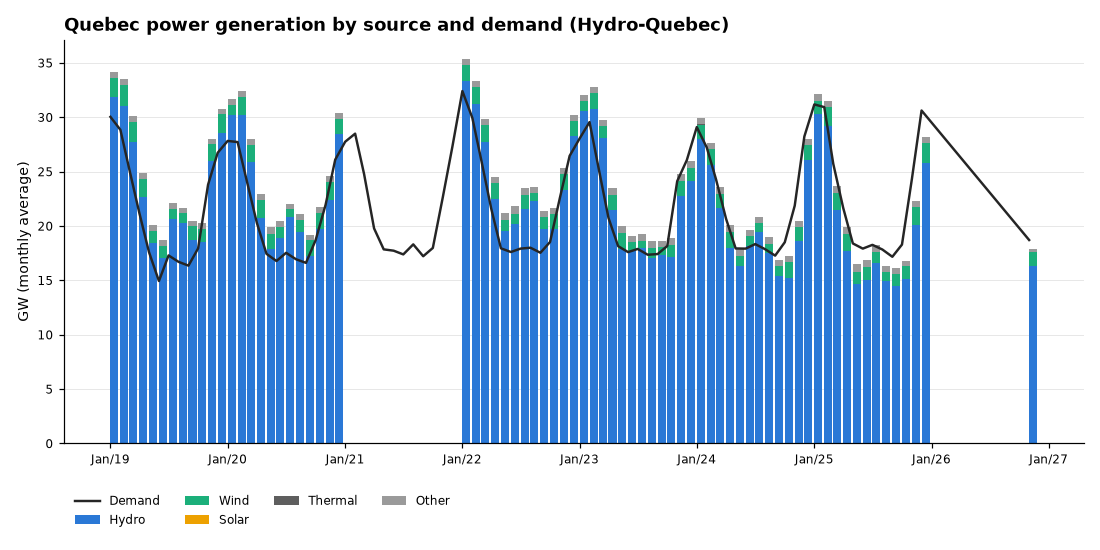 Quebec power generation by source and demand (Hydro-Quebec)
GW (monthly average)
35
30
25
20
15
10
5
0
Jan/19 Jan/20 Jan/21 Jan/22 Jan/23 Jan/24 Jan/25 Jan/26 Jan/27
Demand Wind Thermal Other
Hydro Solar